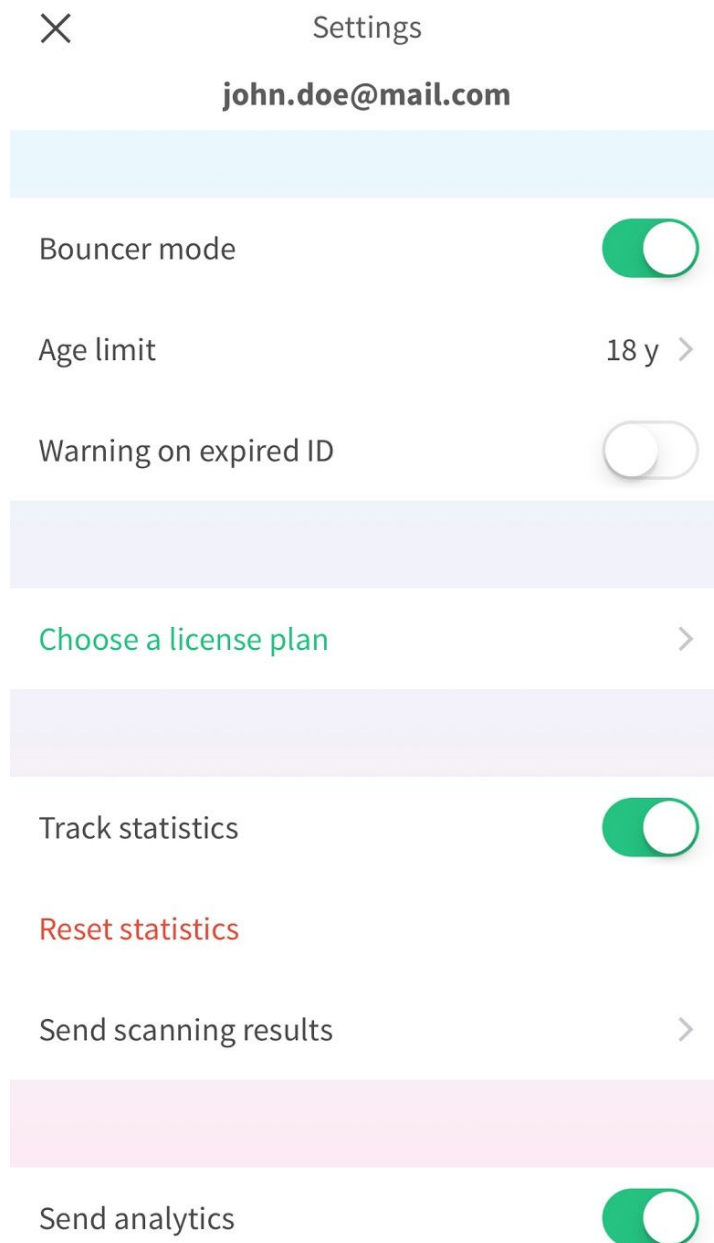 Settings
john.doe@mail.com
Bouncer mode
Age limit 18 y
Warning on expired ID
Choose a license plan
Track statistics
Reset statistics
Send scanning results
Send analytics